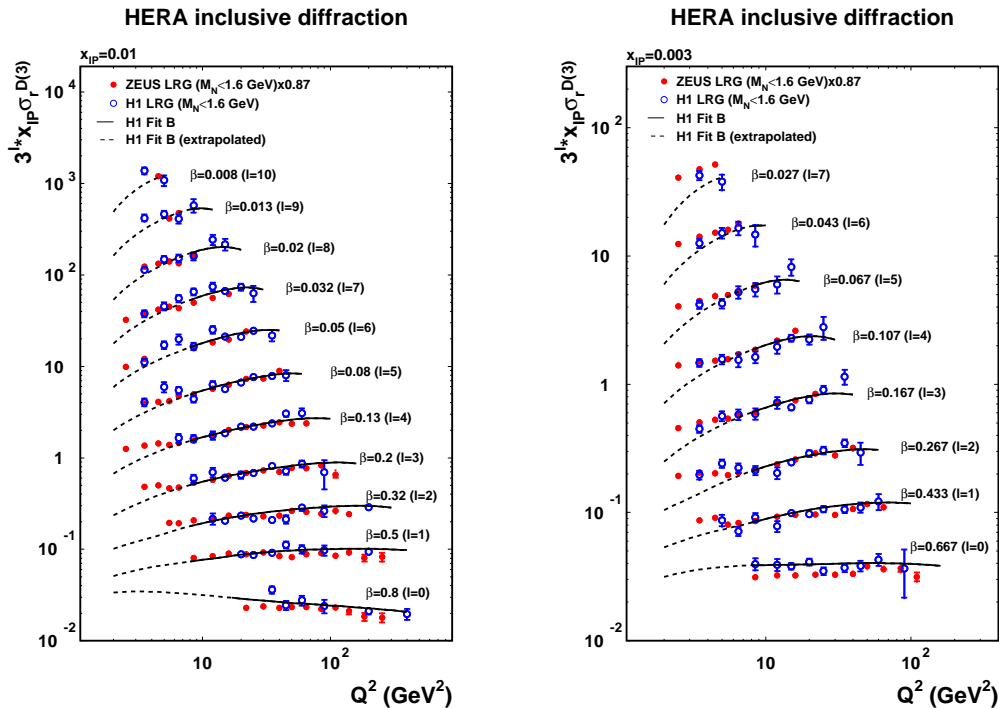 HERA inclusive diffraction
x_IP=0.01
3^l*x_IP σ_r^D(3)
ZEUS LRG (M_N<1.6 GeV)x0.87
H1 LRG (M_N<1.6 GeV)
H1 Fit B
H1 Fit B (extrapolated)
10^4
10^3
10^2
10
1
10^-1
10^-2
β=0.008 (l=10)
β=0.013 (l=9)
β=0.02 (l=8)
β=0.032 (l=7)
β=0.05 (l=6)
β=0.08 (l=5)
β=0.13 (l=4)
β=0.2 (l=3)
β=0.32 (l=2)
β=0.5 (l=1)
β=0.8 (l=0)
10 10^2
Q^2 (GeV^2)
HERA inclusive diffraction
x_IP=0.003
3^l*x_IP σ_r^D(3)
ZEUS LRG (M_N<1.6 GeV)x0.87
H1 LRG (M_N<1.6 GeV)
H1 Fit B
H1 Fit B (extrapolated)
10^2
10
1
10^-1
10^-2
β=0.027 (l=7)
β=0.043 (l=6)
β=0.067 (l=5)
β=0.107 (l=4)
β=0.167 (l=3)
β=0.267 (l=2)
β=0.433 (l=1)
β=0.667 (l=0)
10 10^2
Q^2 (GeV^2)